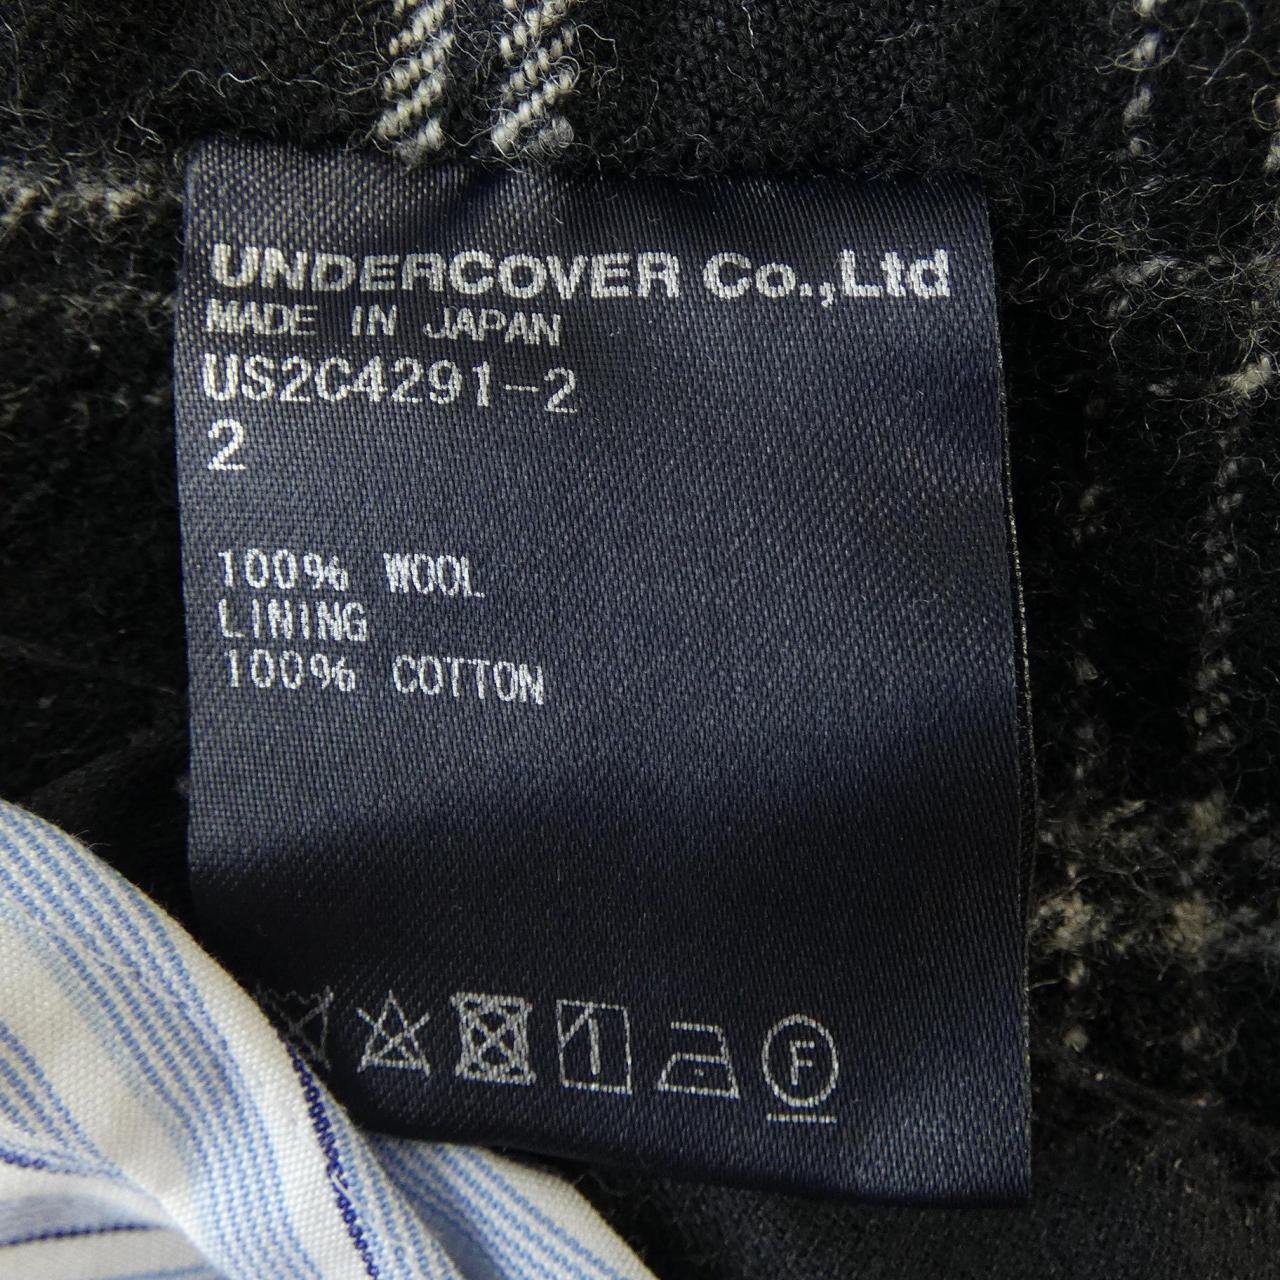 UNDERCOVER Co.,Ltd
MADE IN JAPAN
US2C4291-2
2
100% WOOL
LINING
100% COTTON
F